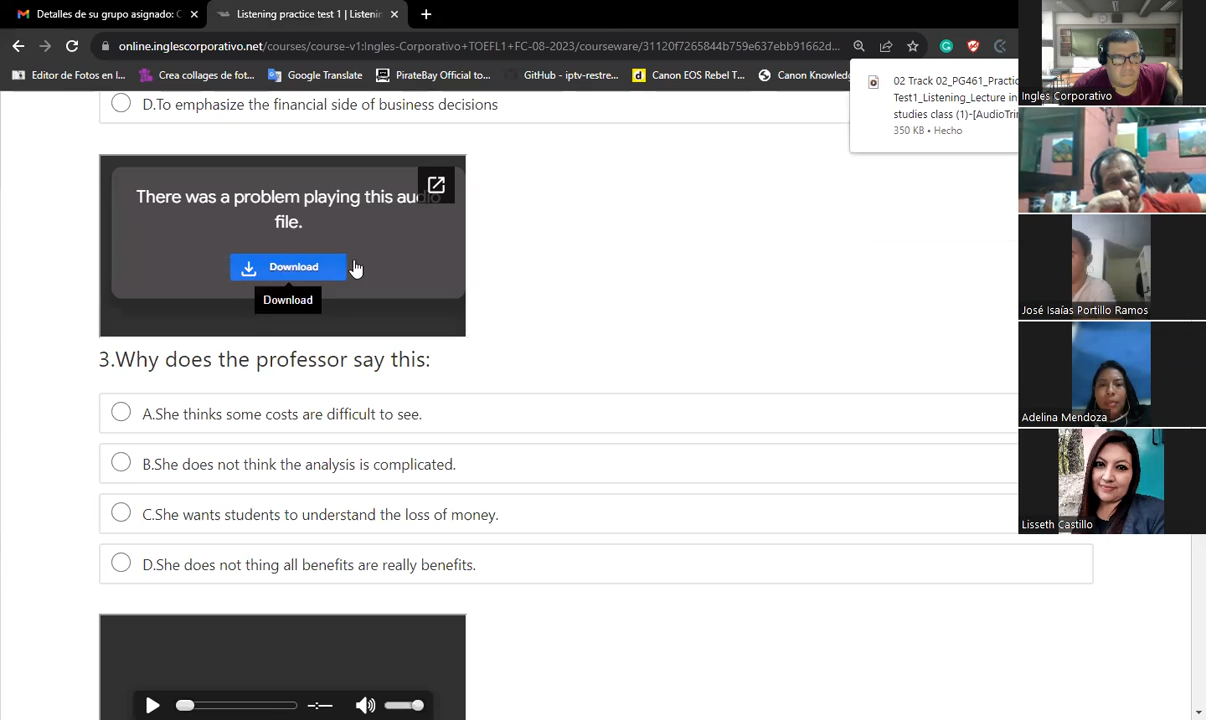 Detalles de su grupo asignado: C
Listening practice test 1 | Listenin
online.inglescorporativo.net/courses/course-v1:Ingles-Corporativo+TOEFL1+FC-08-2023/courseware/31120f7265844b759e637ebb91662d...
Editor de Fotos en l...
Crea collages de fot...
Google Translate
PirateBay Official to...
GitHub - iptv-restre...
Canon EOS Rebel T...
Canon Knowled
02 Track 02_PG461_Practic
Test1_Listening_Lecture in
studies class (1)-[AudioTrin
350 KB • Hecho
D.To emphasize the financial side of business decisions
There was a problem playing this audio
file.
Download
Download
3.Why does the professor say this:
A.She thinks some costs are difficult to see.
B.She does not think the analysis is complicated.
C.She wants students to understand the loss of money.
D.She does not thing all benefits are really benefits.
-:--
Ingles Corporativo
José Isaías Portillo Ramos
Adelina Mendoza
Lisseth Castillo